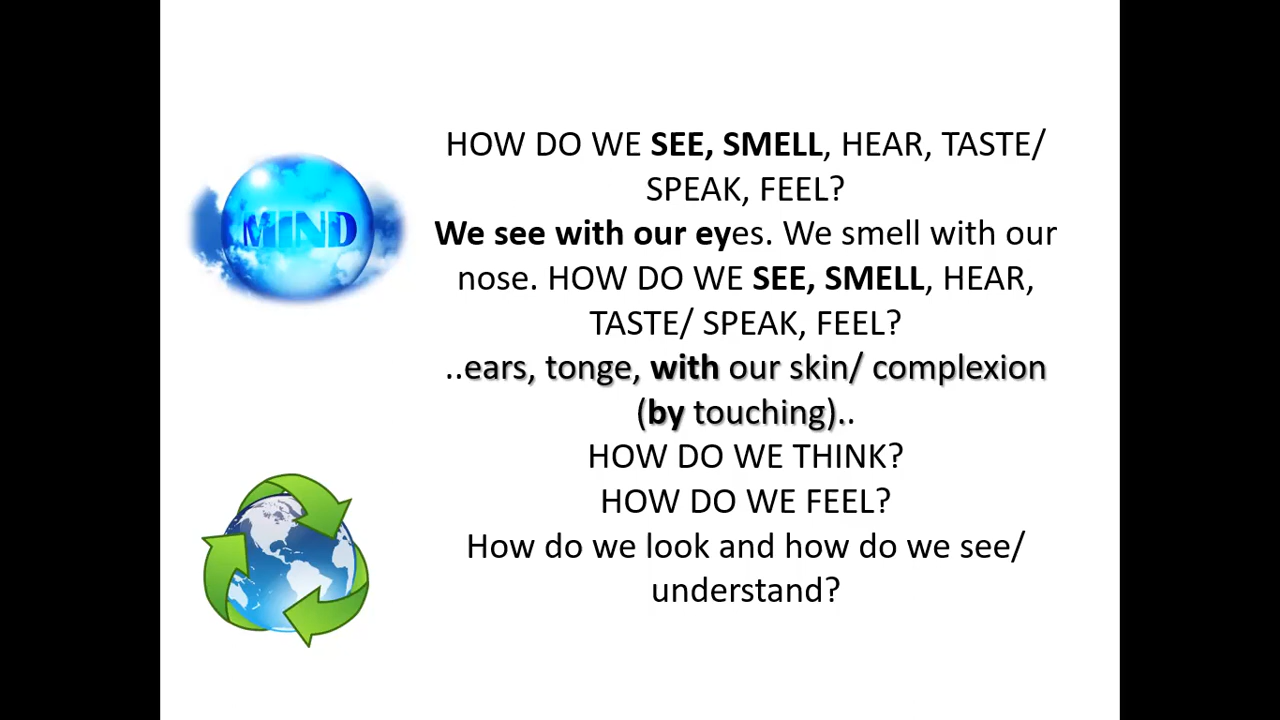 MIND
HOW DO WE SEE, SMELL, HEAR, TASTE/
SPEAK, FEEL?
We see with our eyes. We smell with our
nose. HOW DO WE SEE, SMELL, HEAR,
TASTE/ SPEAK, FEEL?
..ears, tonge, with our skin/ complexion
(by touching)..
HOW DO WE THINK?
HOW DO WE FEEL?
How do we look and how do we see/
understand?